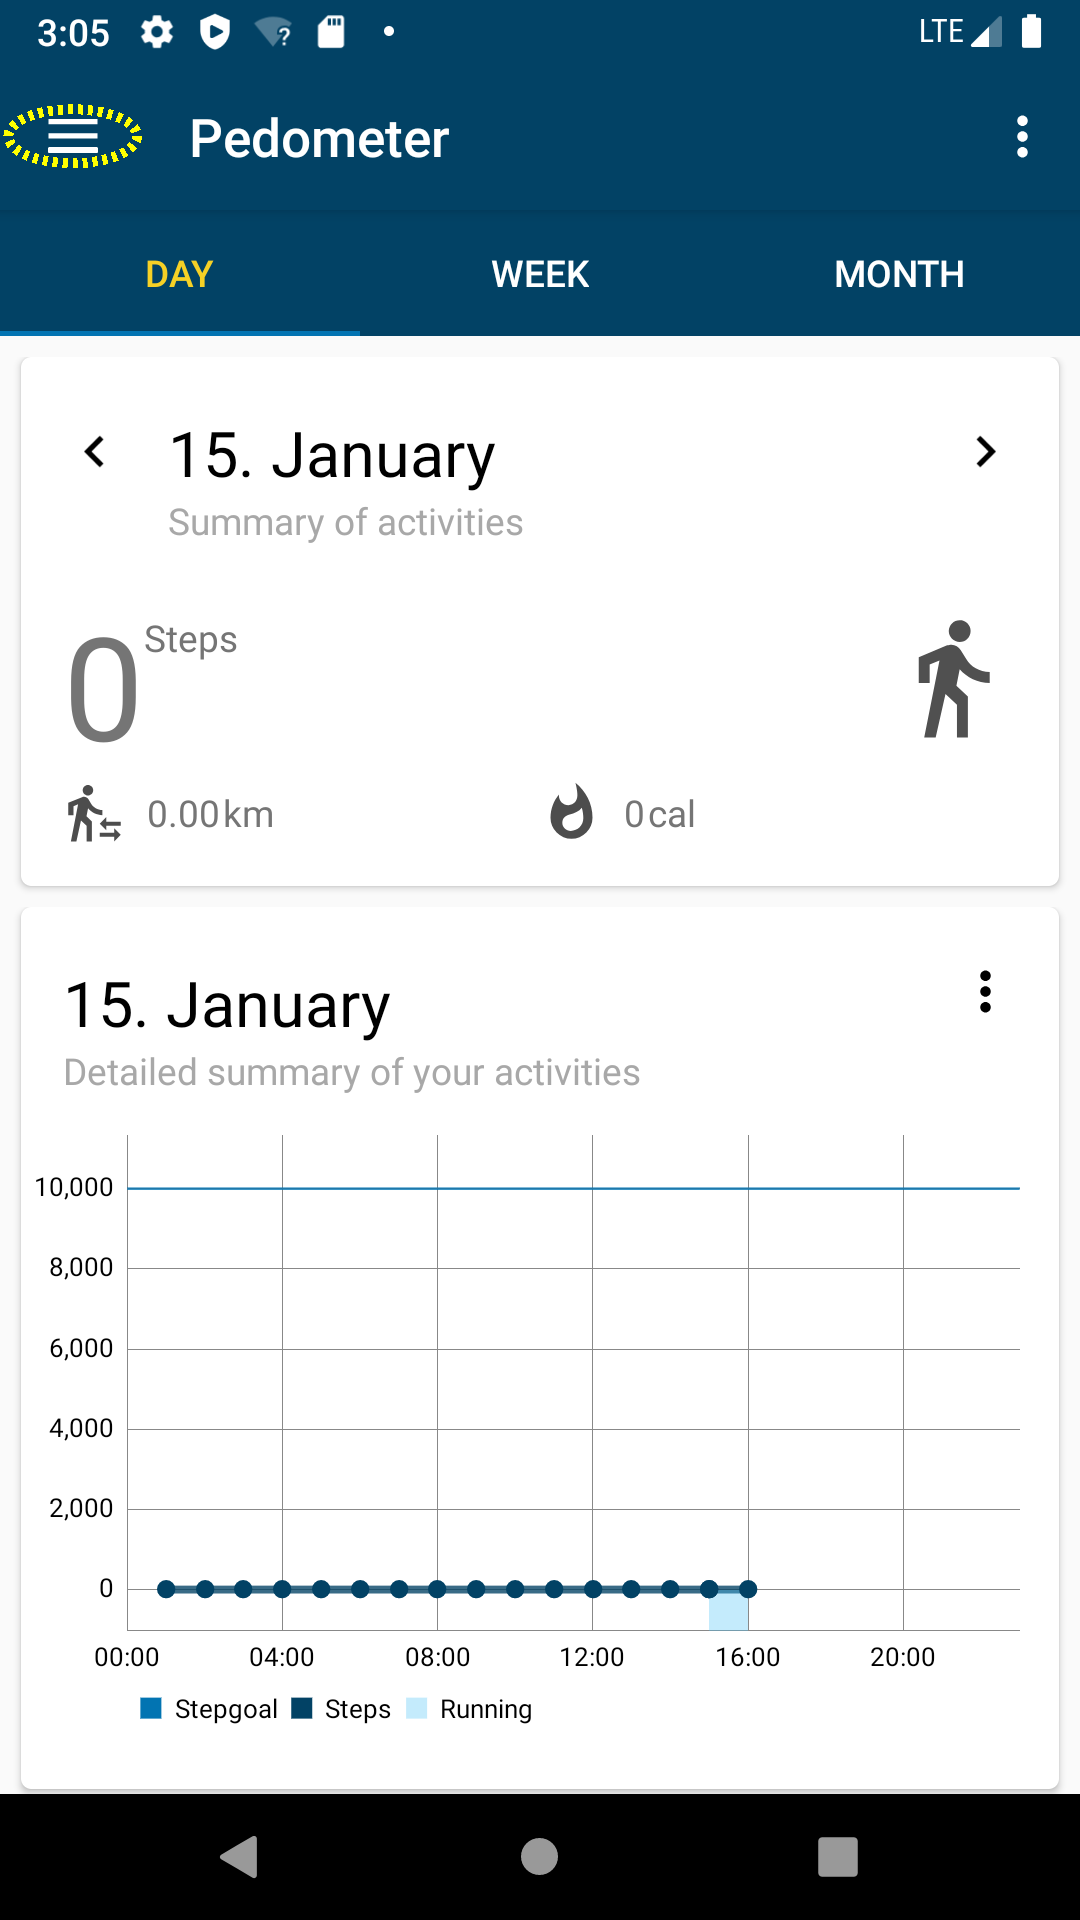 3:05 LTE
Pedometer
DAY WEEK MONTH
15. January
Summary of activities
0 Steps
0.00 km 0 cal
15. January
Detailed summary of your activities
10,000
8,000
6,000
4,000
2,000
0
00:00 04:00 08:00 12:00 16:00 20:00
Stepgoal Steps Running